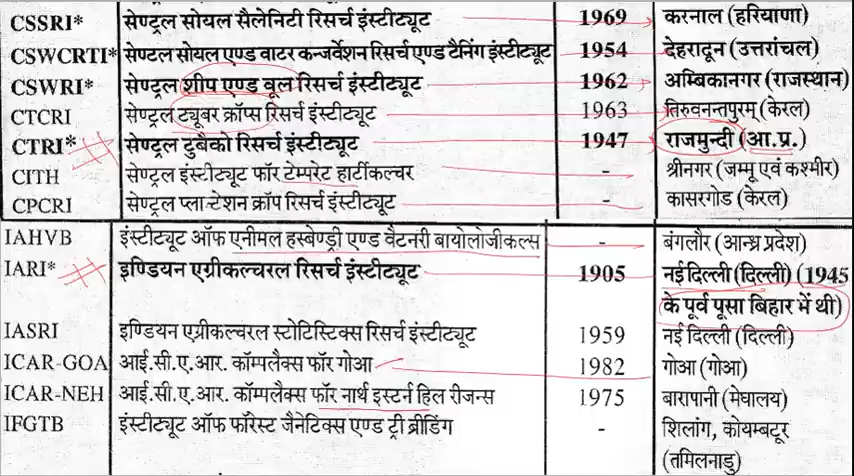 CSSRI* सेण्ट्रल सोयल सैलेनिटी रिसर्च इंस्टीट्यूट 1969 करनाल (हरियाणा)
CSWCRTI* सेण्टल सोयल एण्ड वाटर कन्जर्वेशन रिसर्च एण्ड टैनिंग इंस्टीट्यूट 1954 देहरादून (उत्तरांचल)
CSWRI* सेण्ट्रल शीप एण्ड वूल रिसर्च इंस्टीट्यूट 1962 अम्बिकानगर (राजस्थान)
CTCRI सेण्ट्रल ट्यूबर क्रॉप्स रिसर्च इंस्टीट्यूट 1963 तिरुवनन्तपुरम् (केरल)
CTRI* सेण्ट्रल टुबैको रिसर्च इंस्टीट्यूट 1947 राजमुन्दी (आ.प्र.)
CITH सेण्ट्रल इंस्टीट्यूट फॉर टेम्परेट हार्टीकल्चर - श्रीनगर (जम्मू एवं कश्मीर)
CPCRI सेण्ट्रल प्लान्टेशन क्रॉप रिसर्च इंस्टीट्यूट - कासरगोड (केरल)
IAHVB इंस्टीट्यूट ऑफ एनीमल हस्वेण्ड्री एण्ड वैटनरी बायोलोजीकल्स - बंगलौर (आन्ध्र प्रदेश)
IARI* इण्डियन एग्रीकल्चरल रिसर्च इंस्टीट्यूट 1905 नई दिल्ली (दिल्ली) (1945
के पूर्व पूसा बिहार में थी)
IASRI इण्डियन एग्रीकल्चरल स्टोटिस्टिक्स रिसर्च इंस्टीट्यूट 1959 नई दिल्ली (दिल्ली)
ICAR-GOA आई.सी.ए.आर. कॉम्पलैक्स फॉर गोआ 1982 गोआ (गोआ)
ICAR-NEH आई.सी.ए.आर. कॉम्पलैक्स फॉर नार्थ इस्टर्न हिल रीजन्स 1975 बारापानी (मेघालय)
IFGTB इंस्टीट्यूट ऑफ फॉरेस्ट जैनेटिक्स एण्ड ट्री ब्रीडिंग - शिलांग, कोयम्बटूर
(तमिलनाडु)